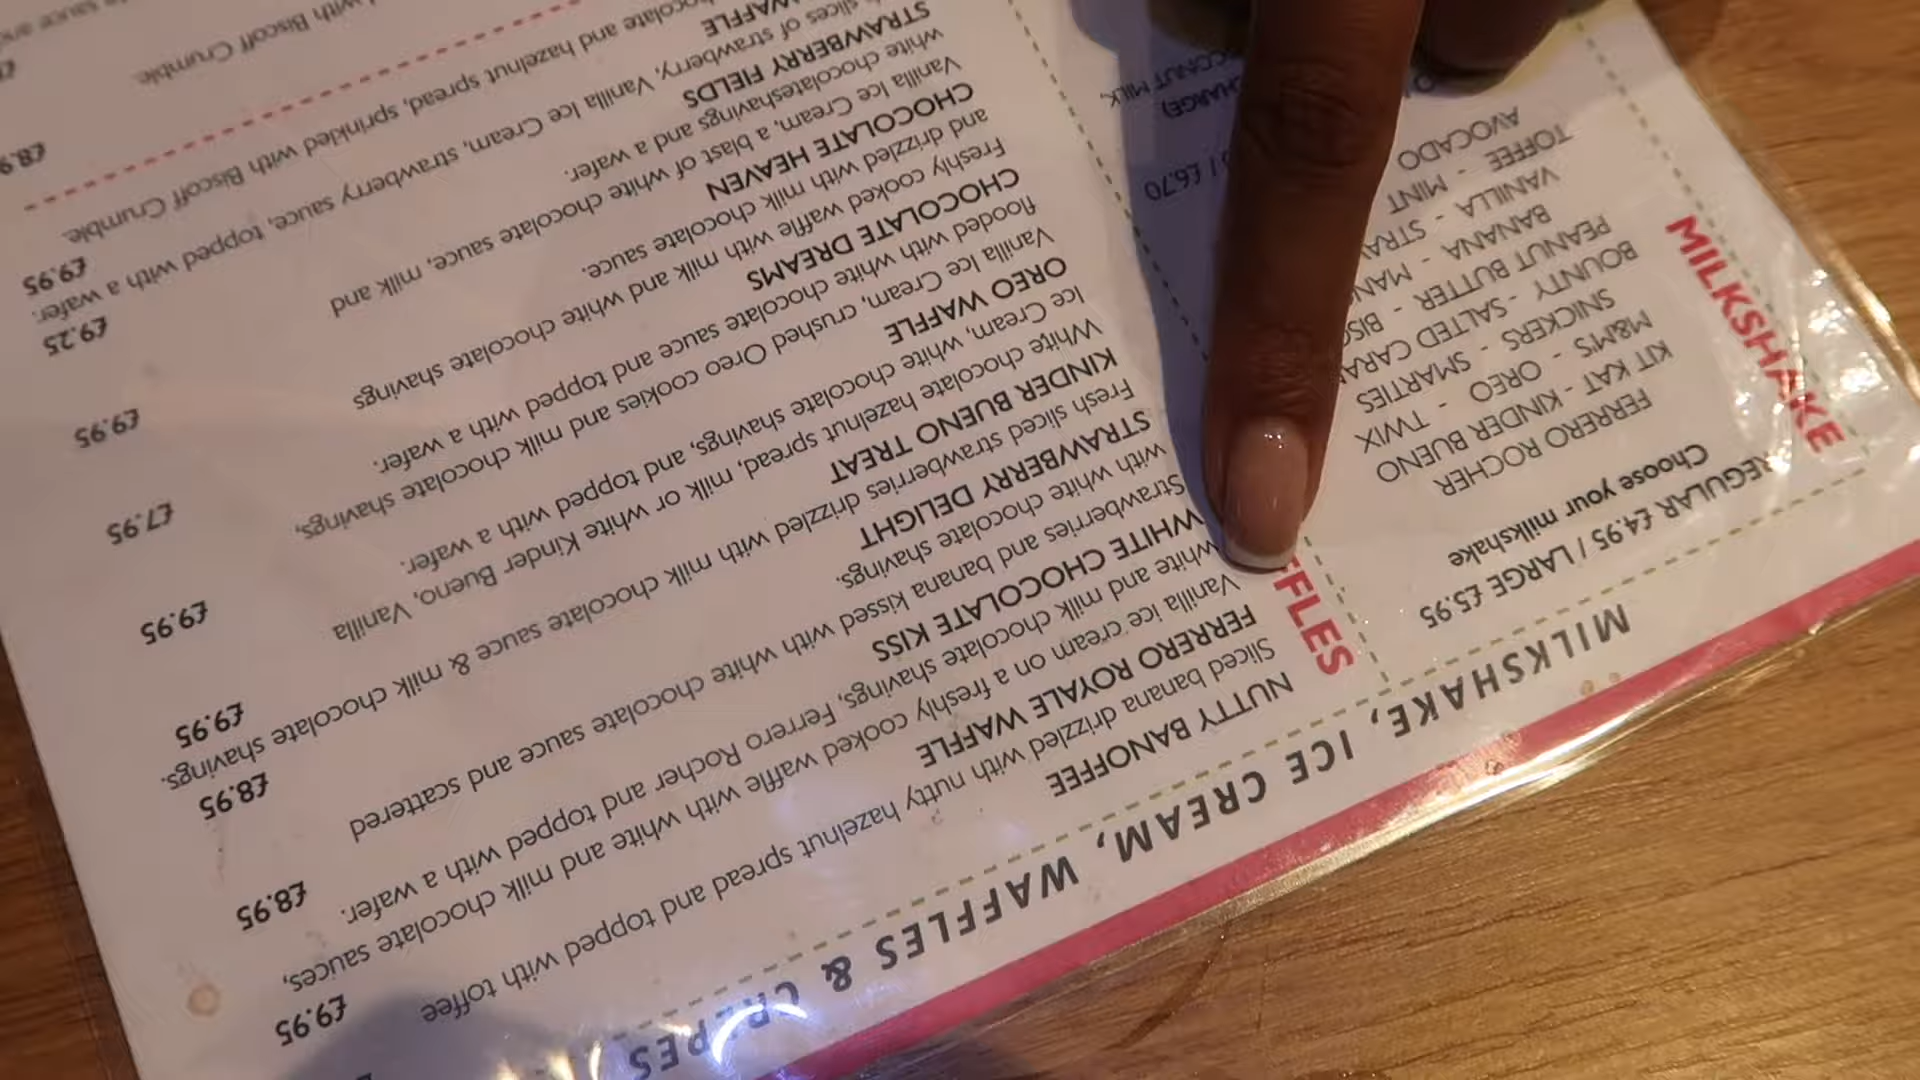 MILKSHAKE, ICE CREAM, WAFFLES & CREPES
MILKSHAKE
REGULAR £4.95 / LARGE £5.95
Choose your milkshake
FERRERO ROCHER
KIT KAT - KINDER BUENO
M&M'S - OREO - TWIX
SNICKERS - SMARTIES
BOUNTY - SALTED
PEANUT BUTTER -
BANANA -
VANILLA -
TOFFEE - MINT
AVOCADO
/ £6.70
COCONUT MILK,
FFLES
NUTTY BANOFFEE
Sliced banana drizzled with nutty hazelnut spread and topped with toffee
FERRERO ROYALE WAFFLE £9.95
Vanilla ice cream on a freshly cooked waffle with white and milk chocolate sauces,
white and milk chocolate shavings, Ferrero Rocher and topped with a wafer.
WHITE CHOCOLATE KISS £8.95
Strawberries and banana kissed with white chocolate sauce and scattered
with white chocolate shavings.
STRAWBERRY DELIGHT £8.95
Fresh sliced strawberries drizzled with milk chocolate sauce & milk chocolate shavings.
KINDER BUENO TREAT £9.95
White chocolate hazelnut spread, milk or white Kinder Bueno, Vanilla
Ice Cream, white chocolate shavings, and topped with a wafer.
OREO WAFFLE £9.95
Vanilla Ice Cream, crushed Oreo cookies and milk chocolate shavings,
flooded with white chocolate sauce and topped with a wafer.
CHOCOLATE DREAMS £7.95
Freshly cooked waffle with milk and white chocolate shavings
and drizzled with milk chocolate sauce.
CHOCOLATE HEAVEN £9.95
Vanilla Ice Cream, a blast of white chocolate sauce, milk and
white chocolateshavings and a wafer.
STRAWBERRY FIELDS £9.25
slices of strawberry, Vanilla Ice Cream, strawberry sauce, topped with a wafer.
WAFFLE £9.95
chocolate and hazelnut spread, sprinkled with Biscoff Crumble.
£8.9
with Biscoff Crumble.